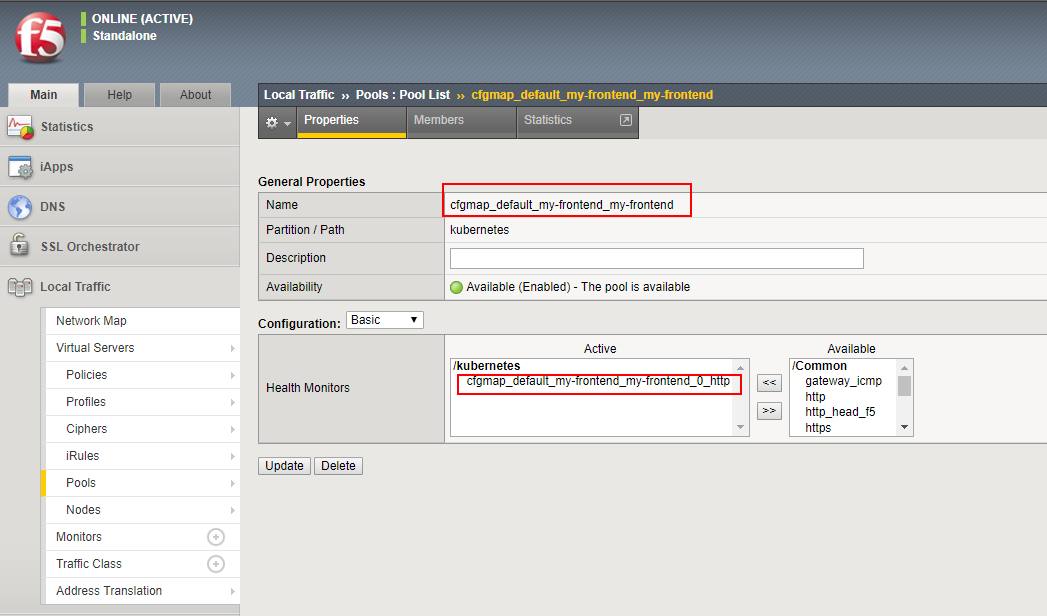 f5
ONLINE (ACTIVE)
Standalone
Main Help About
Statistics
iApps
DNS
SSL Orchestrator
Local Traffic
Network Map
Virtual Servers
Policies
Profiles
Ciphers
iRules
Pools
Nodes
Monitors
Traffic Class
Address Translation
Local Traffic ›› Pools : Pool List ›› cfgmap_default_my-frontend_my-frontend
Properties Members Statistics
General Properties
Name cfgmap_default_my-frontend_my-frontend
Partition / Path kubernetes
Description
Availability Available (Enabled) - The pool is available
Configuration: Basic
Health Monitors
Active
/kubernetes
cfgmap_default_my-frontend_my-frontend_0_http
<<
>>
Available
/Common
gateway_icmp
http
http_head_f5
https
Update Delete